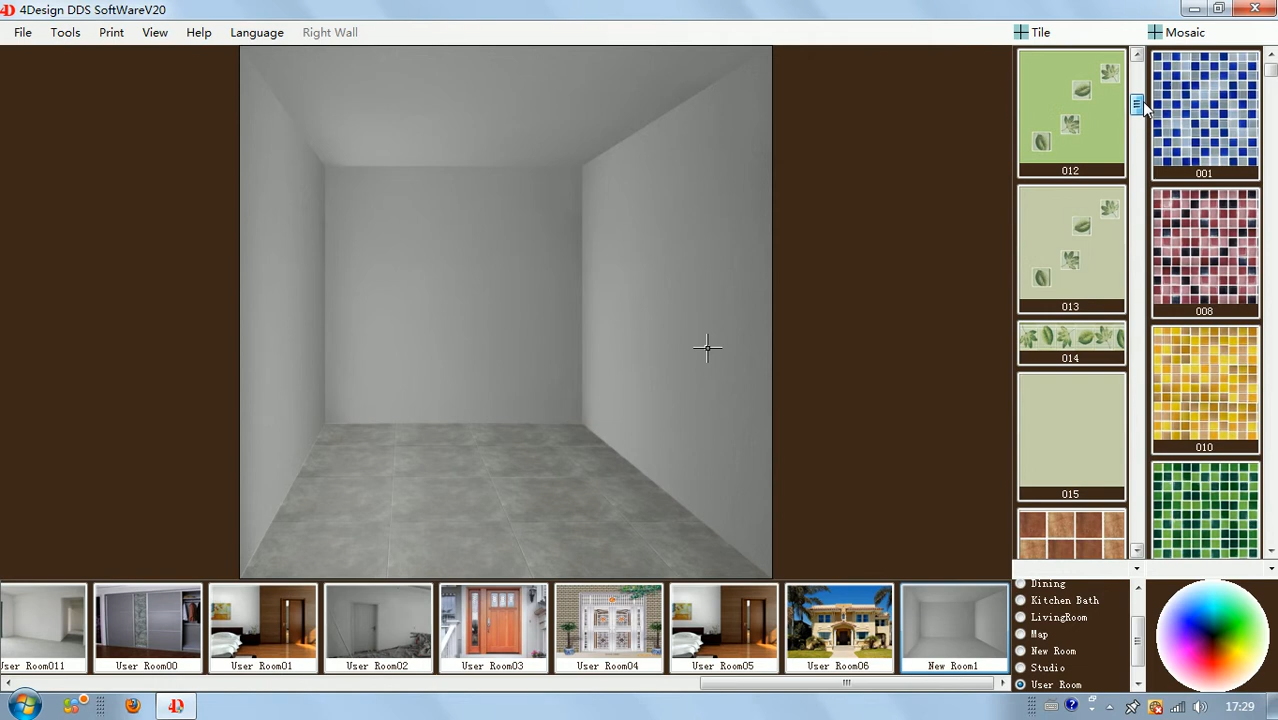 4Design DDS SoftWareV20
File Tools Print View Help Language Right Wall
Tile
Mosaic
012
013
014
015
001
008
010
User Room011
User Room00
User Room01
User Room02
User Room03
User Room04
User Room05
User Room06
New Room1
Dining
Kitchen Bath
LivingRoom
Map
New Room
Studio
User Room
17:29